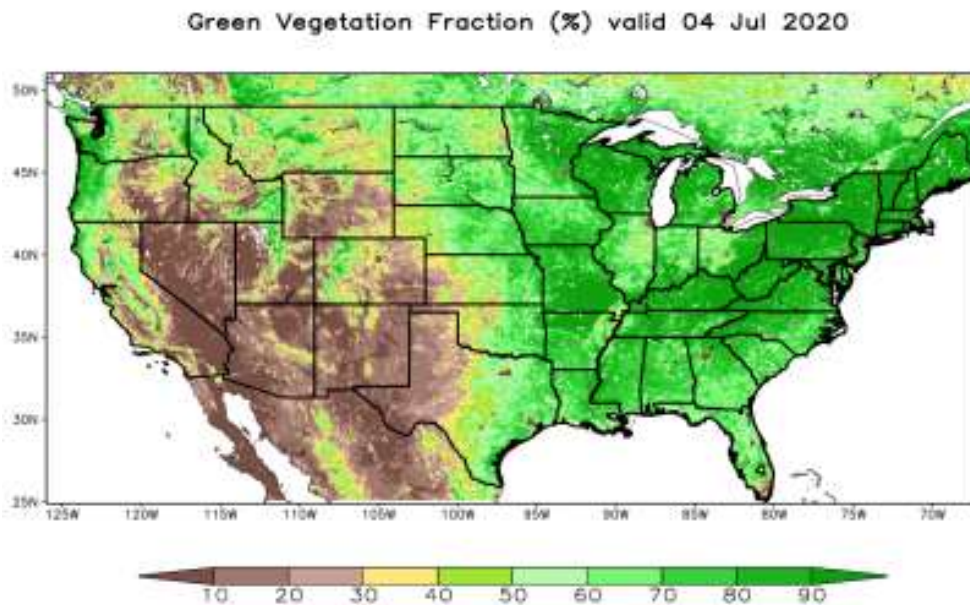 Green Vegetation Fraction (%) valid 04 Jul 2020
50N
45N
40N
35N
30N
25N
125W 120W 115W 110W 105W 100W 95W 90W 85W 80W 75W 70W
10 20 30 40 50 60 70 80 90